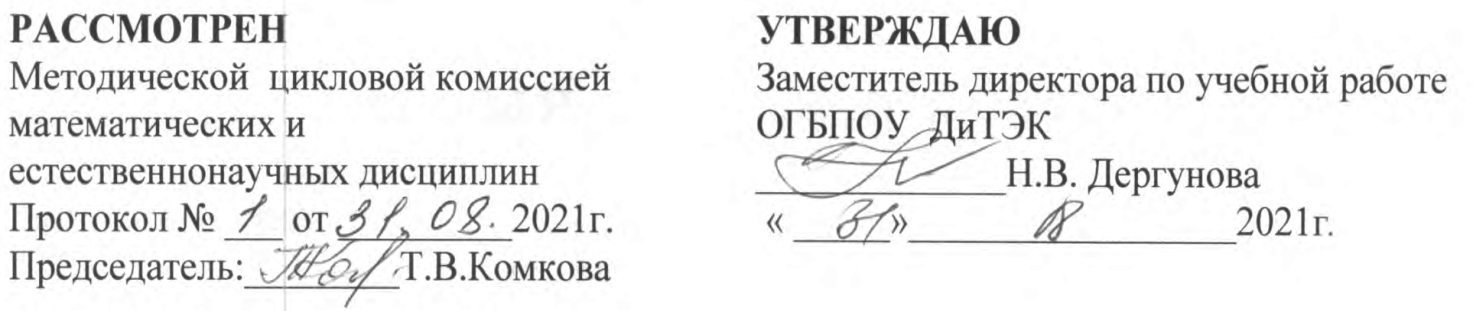 РАССМОТРЕН
Методической цикловой комиссией
математических и
естественнонаучных дисциплин
Протокол № 1 от 31. 08. 2021г.
Председатель: Т.В.Комкова
УТВЕРЖДАЮ
Заместитель директора по учебной работе
ОГБПОУ ДиТЭК
Н.В. Дергунова
« 31» 2021г.